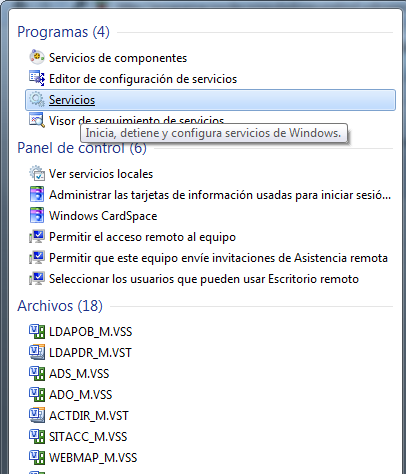 Programas (4)
Servicios de componentes
Editor de configuración de servicios
Servicios
Visor de seguimiento de servicios
Inicia, detiene y configura servicios de Windows.
Panel de control (6)
Ver servicios locales
Administrar las tarjetas de información usadas para iniciar sesió...
Windows CardSpace
Permitir el acceso remoto al equipo
Permitir que este equipo envíe invitaciones de Asistencia remota
Seleccionar los usuarios que pueden usar Escritorio remoto
Archivos (18)
LDAPOB_M.VSS
LDAPDR_M.VST
ADS_M.VSS
ADO_M.VSS
ACTDIR_M.VST
SITACC_M.VSS
WEBMAP_M.VSS